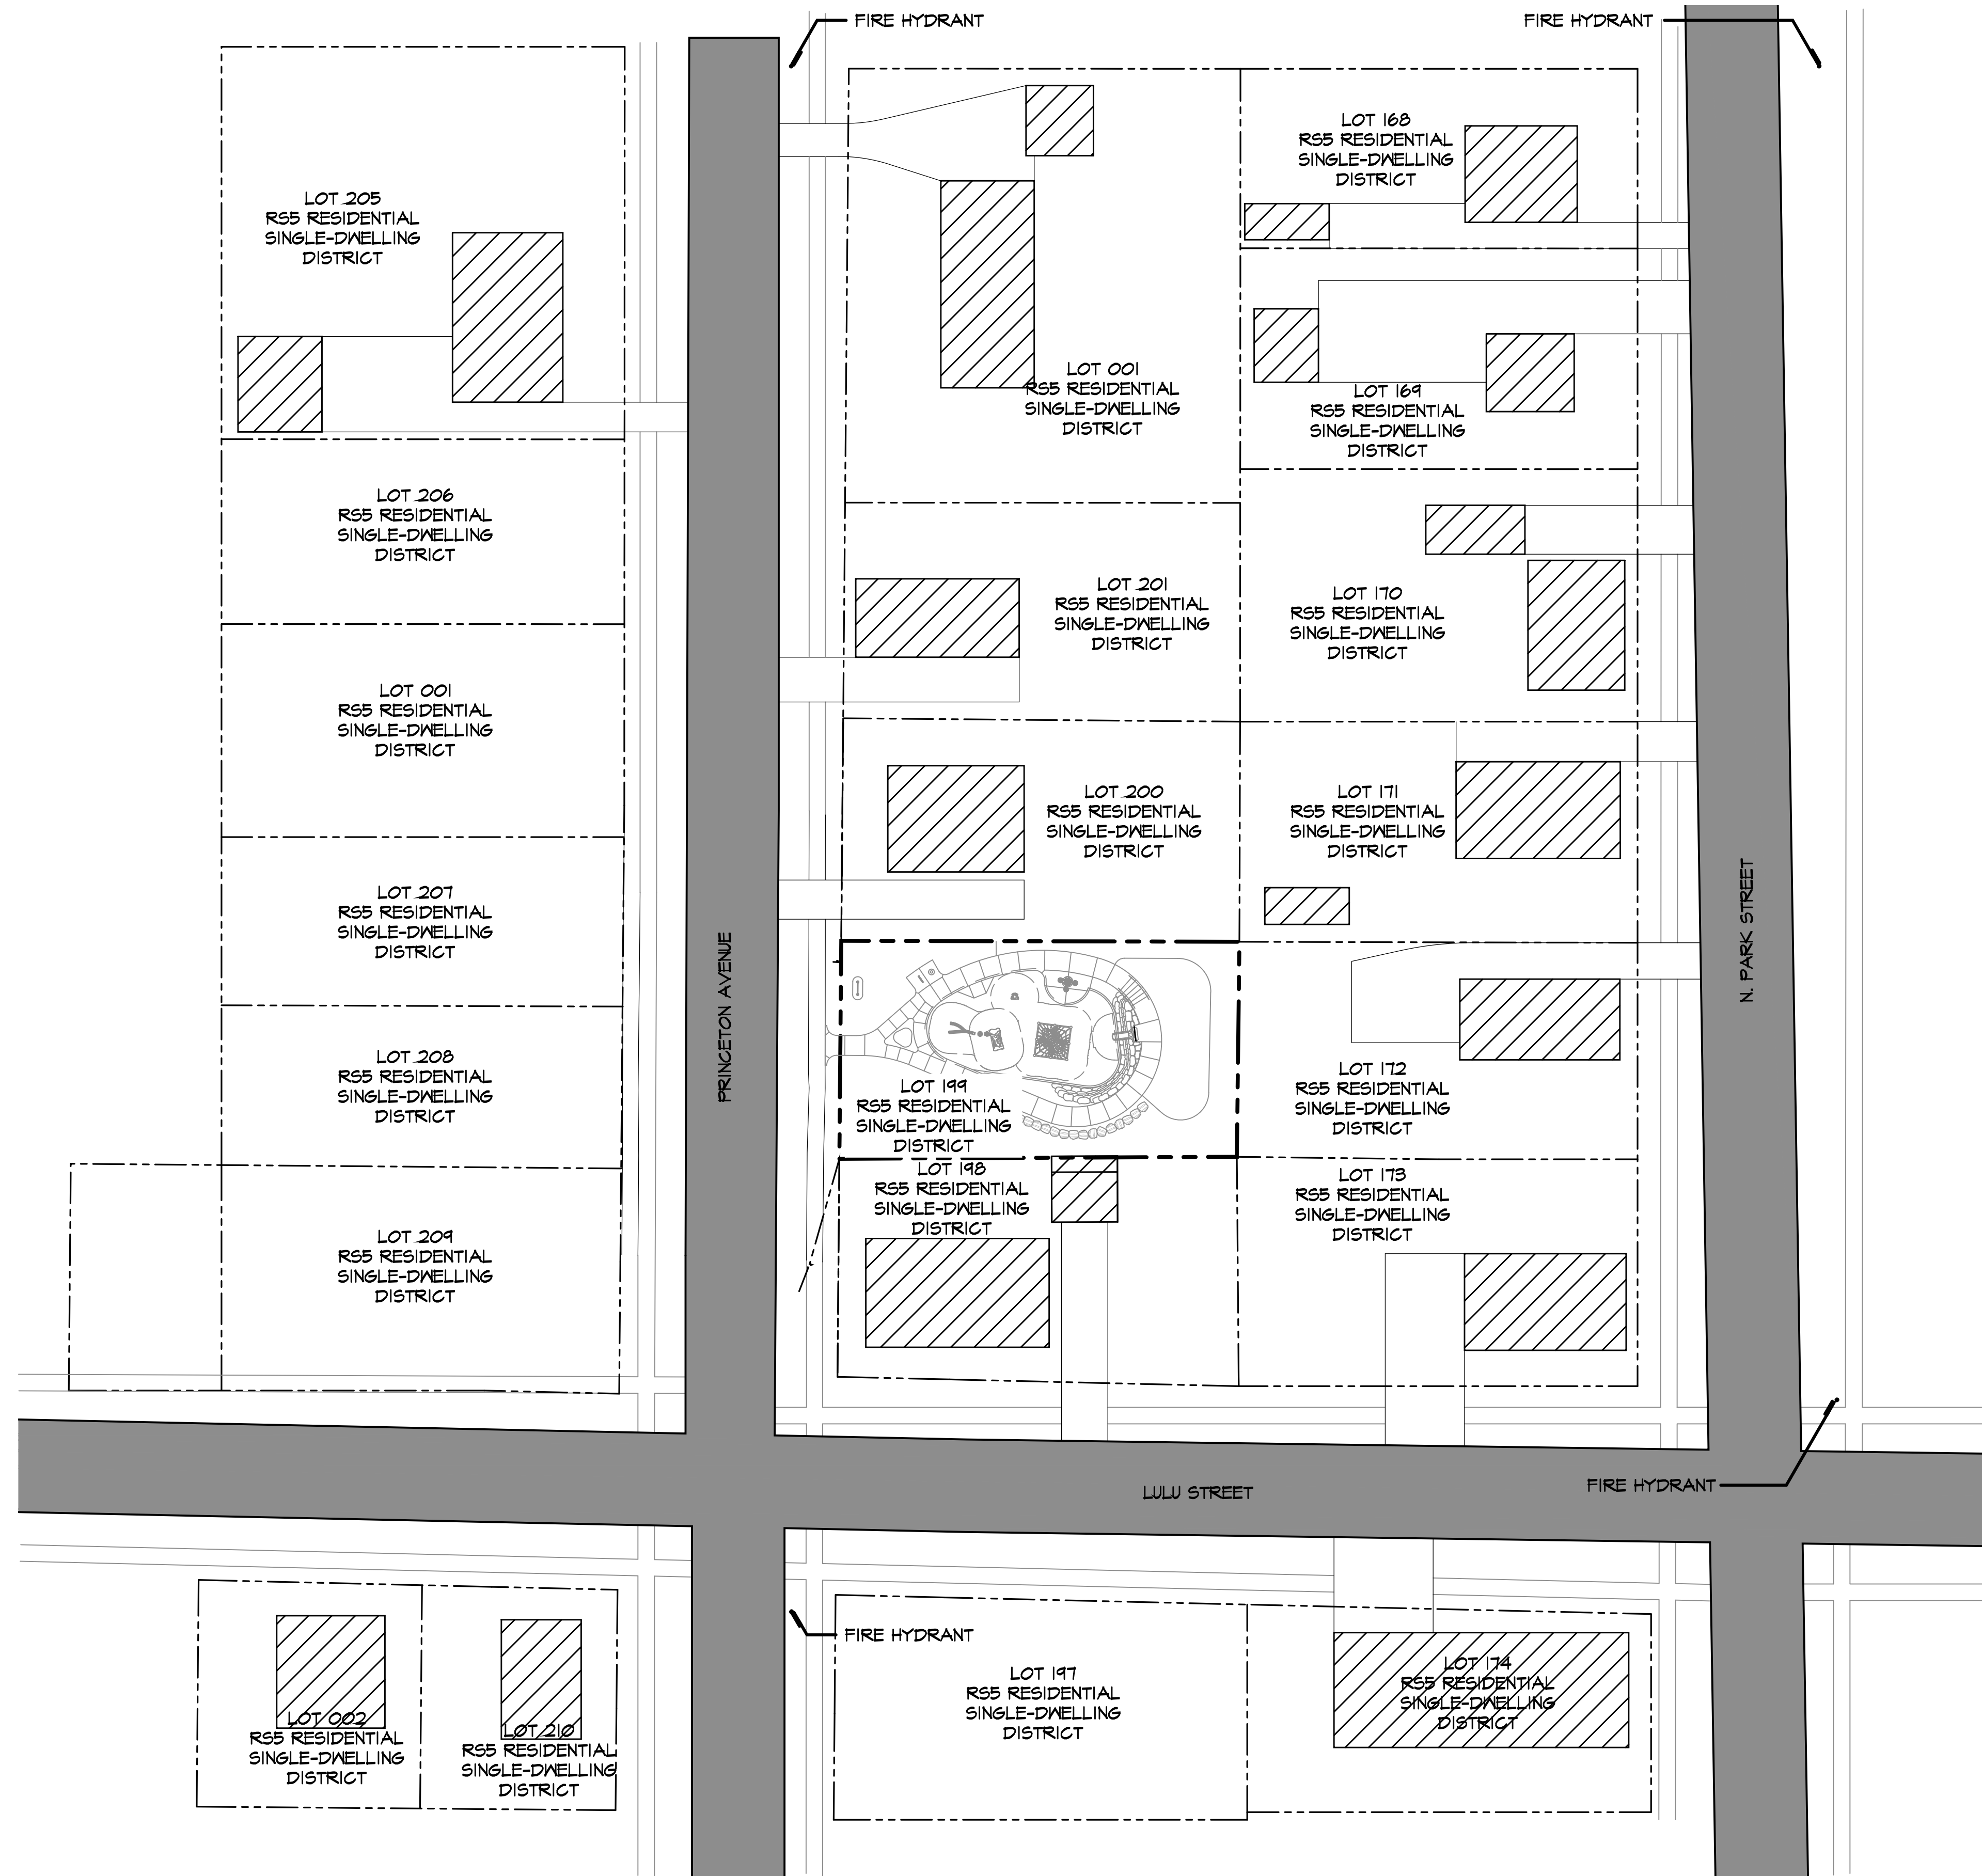 FIRE HYDRANT
FIRE HYDRANT
LOT 168
RS5 RESIDENTIAL
SINGLE-DWELLING
DISTRICT
LOT 205
RS5 RESIDENTIAL
SINGLE-DWELLING
DISTRICT
LOT 001
RS5 RESIDENTIAL
SINGLE-DWELLING
DISTRICT
LOT 169
RS5 RESIDENTIAL
SINGLE-DWELLING
DISTRICT
LOT 206
RS5 RESIDENTIAL
SINGLE-DWELLING
DISTRICT
LOT 201
RS5 RESIDENTIAL
SINGLE-DWELLING
DISTRICT
LOT 170
RS5 RESIDENTIAL
SINGLE-DWELLING
DISTRICT
LOT 001
RS5 RESIDENTIAL
SINGLE-DWELLING
DISTRICT
LOT 200
RS5 RESIDENTIAL
SINGLE-DWELLING
DISTRICT
LOT 171
RS5 RESIDENTIAL
SINGLE-DWELLING
DISTRICT
LOT 207
RS5 RESIDENTIAL
SINGLE-DWELLING
DISTRICT
PRINCETON AVENUE
N. PARK STREET
LOT 208
RS5 RESIDENTIAL
SINGLE-DWELLING
DISTRICT
LOT 199
RS5 RESIDENTIAL
SINGLE-DWELLING
DISTRICT
LOT 172
RS5 RESIDENTIAL
SINGLE-DWELLING
DISTRICT
LOT 198
RS5 RESIDENTIAL
SINGLE-DWELLING
DISTRICT
LOT 173
RS5 RESIDENTIAL
SINGLE-DWELLING
DISTRICT
LOT 209
RS5 RESIDENTIAL
SINGLE-DWELLING
DISTRICT
LULU STREET
FIRE HYDRANT
FIRE HYDRANT
LOT 002
RS5 RESIDENTIAL
SINGLE-DWELLING
DISTRICT
LOT 210
RS5 RESIDENTIAL
SINGLE-DWELLING
DISTRICT
LOT 197
RS5 RESIDENTIAL
SINGLE-DWELLING
DISTRICT
LOT 174
RS5 RESIDENTIAL
SINGLE-DWELLING
DISTRICT